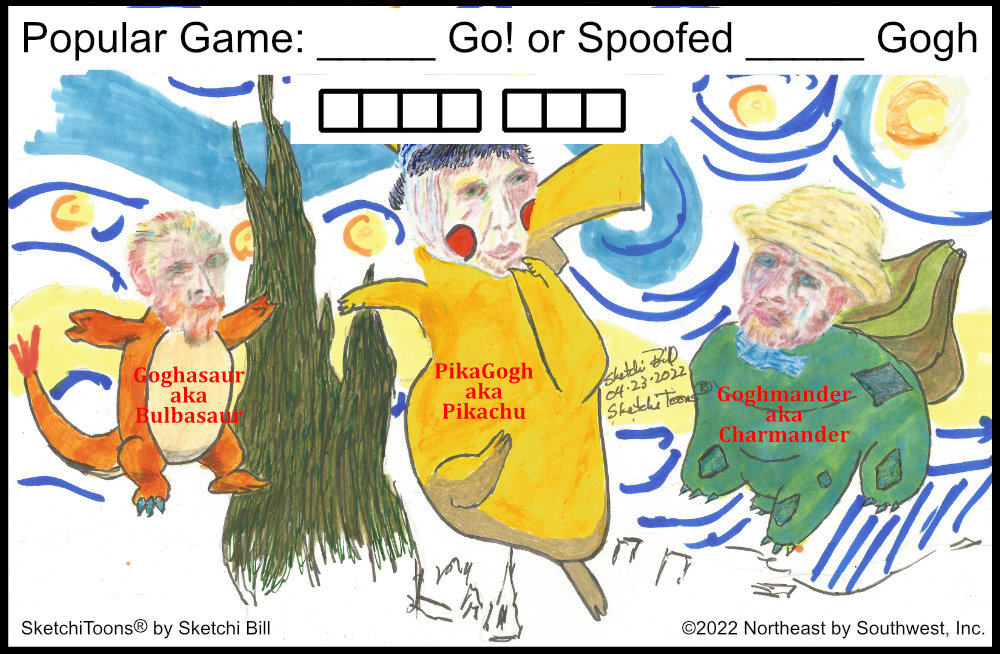 Popular Game: _____ Go! or Spoofed _____ Gogh
Goghasaur
aka
Bulbasaur
PikaGogh
aka
Pikachu
Sketchi Bill
04·23·2022
SketchiToons®
Goghmander
aka
Charmander
SketchiToons® by Sketchi Bill
©2022 Northeast by Southwest, Inc.